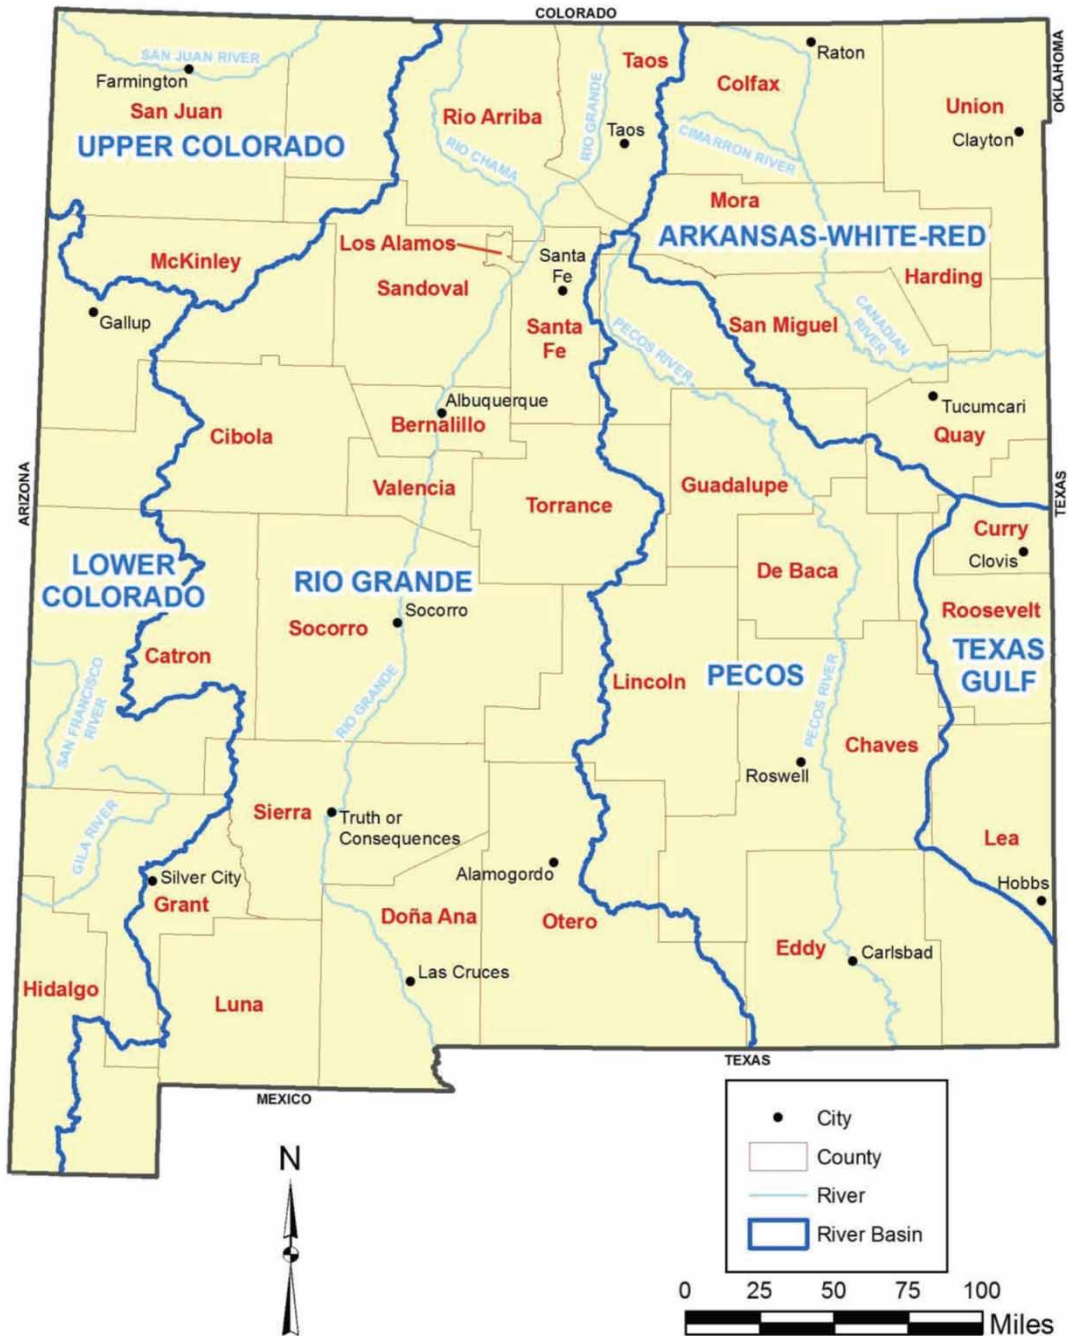 COLORADO
OKLAHOMA
SAN JUAN RIVER
Farmington
San Juan
UPPER COLORADO
Rio Arriba
RIO CHAMA
RIO GRANDE
Taos
Taos
Raton
Colfax
Union
Clayton
CIMARRON RIVER
Mora
ARKANSAS-WHITE-RED
Harding
McKinley
Gallup
Los Alamos
Sandoval
Santa
Fe
Santa
Fe
San Miguel
CANADIAN
RIVER
PECOS RIVER
Albuquerque
Bernalillo
Cibola
Tucumcari
Quay
ARIZONA
Valencia
Torrance
Guadalupe
TEXAS
Curry
Clovis
LOWER
COLORADO
RIO GRANDE
De Baca
Socorro
Socorro
Roosevelt
TEXAS
GULF
Catron
SAN FRANCISCO
RIVER
RIO GRANDE
Lincoln
PECOS
PECOS RIVER
Chaves
Roswell
Sierra
Truth or
Consequences
GILA RIVER
Lea
Alamogordo
Silver City
Grant
Hobbs
Doña Ana
Otero
Eddy
Carlsbad
Las Cruces
Hidalgo
Luna
TEXAS
MEXICO
N
City
County
River
River Basin
0 25 50 75 100
Miles